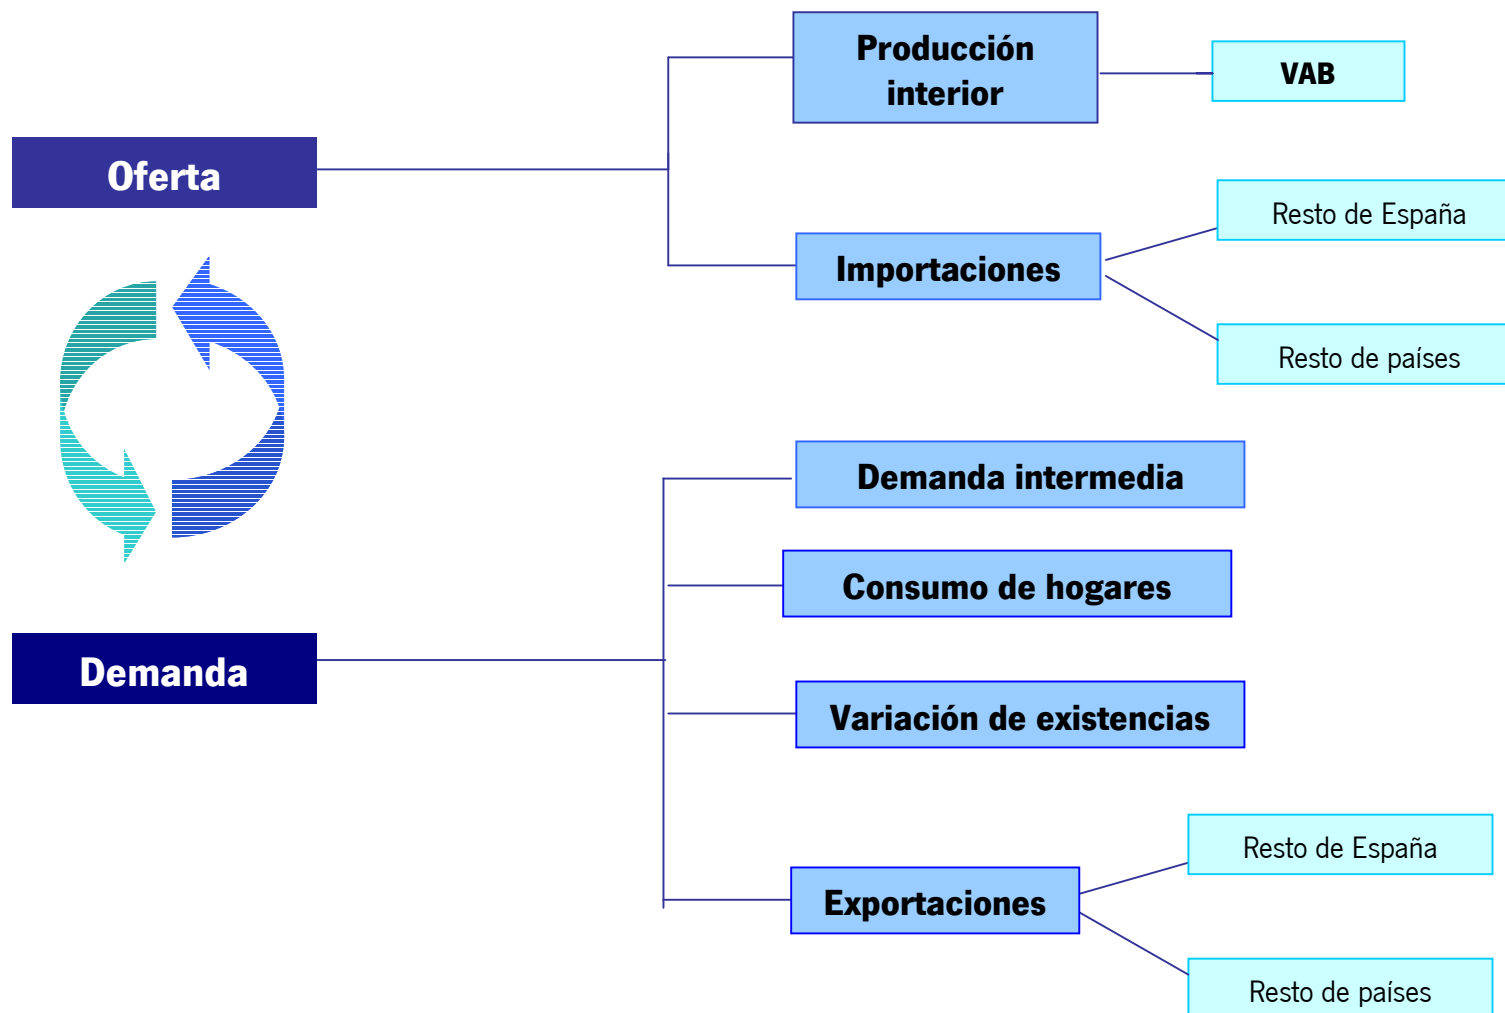 Oferta
Producción
interior
VAB
Importaciones
Resto de España
Resto de países
Demanda
Demanda intermedia
Consumo de hogares
Variación de existencias
Exportaciones
Resto de España
Resto de países